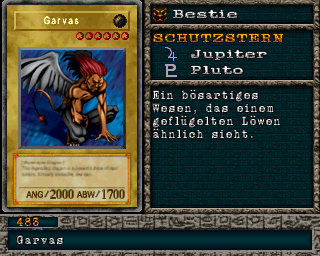 Garvas
ANG/2000 ABW/1700
Bestie
SCHUTZSTERN
Jupiter
Pluto
Ein bösartiges
Wesen, das einem
geflügelten Löwen
ähnlich sieht.
483
Garvas